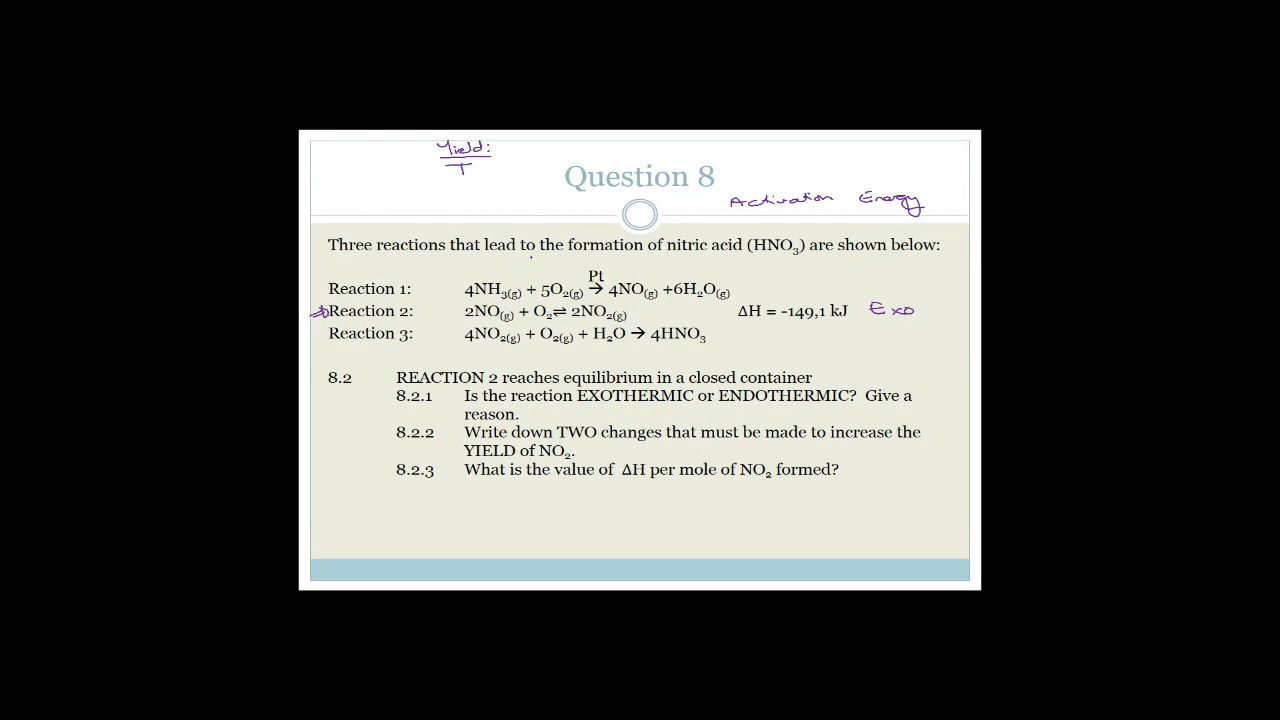 Yield:
T
Question 8
Activation Energy
Three reactions that lead to the formation of nitric acid (HNO₃) are shown below:
Pt
Reaction 1: 4NH₃(g) + 5O₂(g) → 4NO(g) +6H₂O(g)
Reaction 2: 2NO(g) + O₂⇌ 2NO₂(g) ΔH = -149,1 kJ Exo
Reaction 3: 4NO₂(g) + O₂(g) + H₂O → 4HNO₃
8.2 REACTION 2 reaches equilibrium in a closed container
8.2.1 Is the reaction EXOTHERMIC or ENDOTHERMIC? Give a
reason.
8.2.2 Write down TWO changes that must be made to increase the
YIELD of NO₂.
8.2.3 What is the value of ΔH per mole of NO₂ formed?